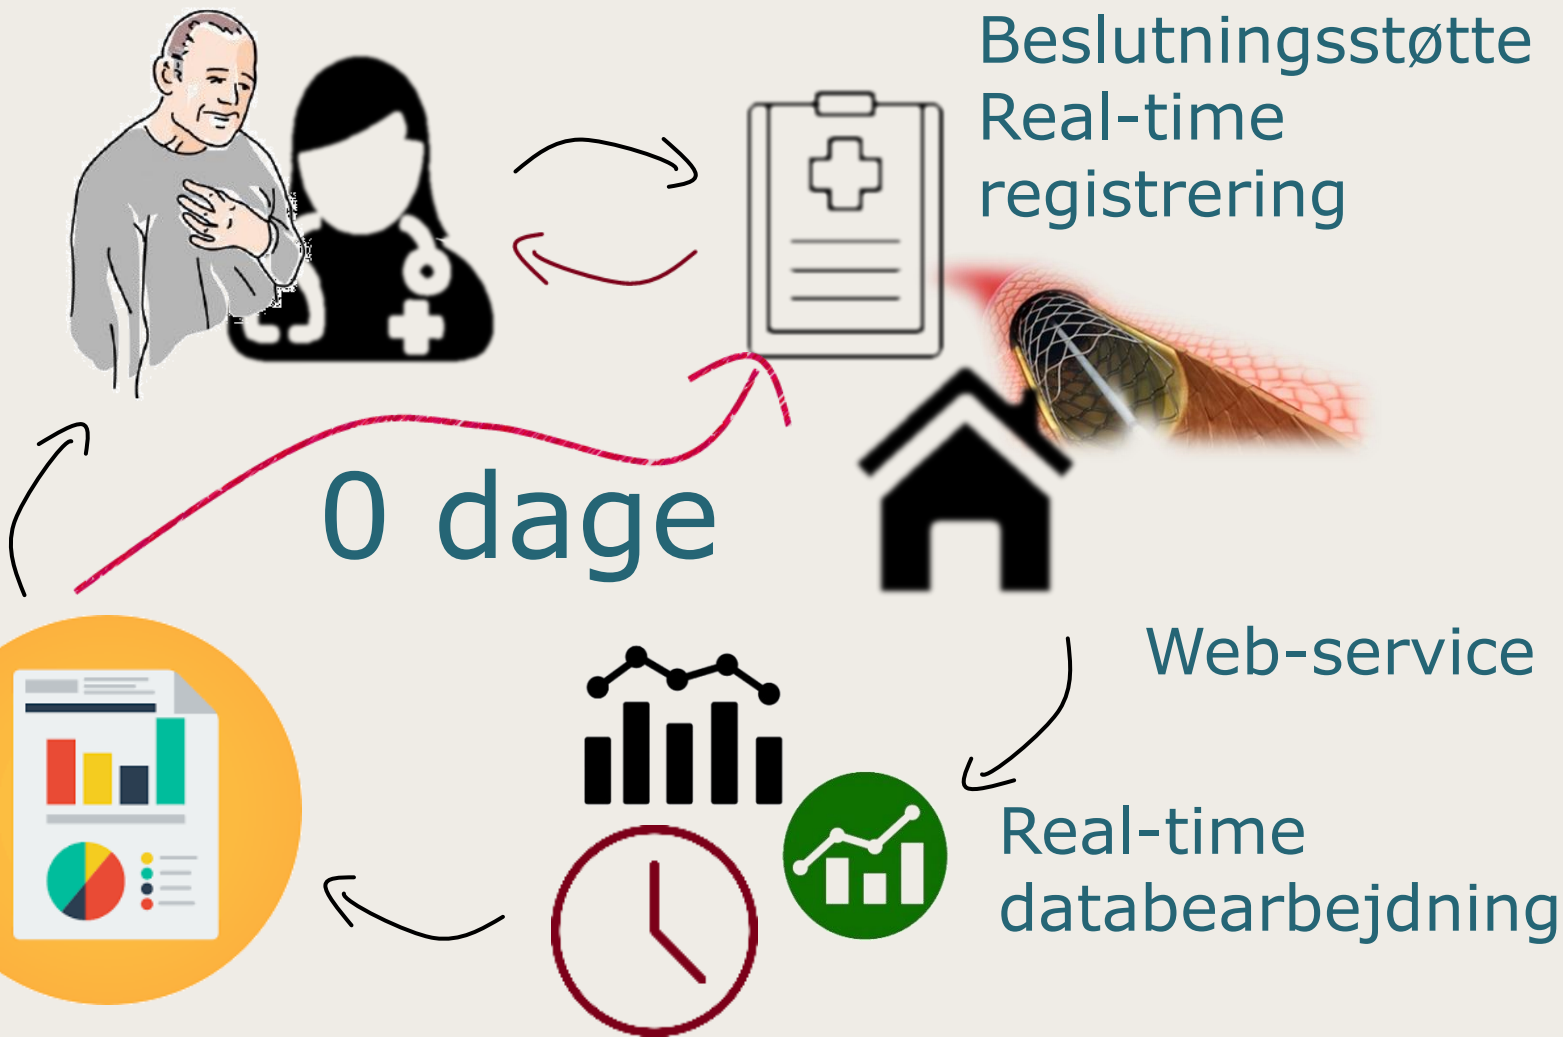 Beslutningsstøtte
Real-time
registrering
0 dage
Web-service
Real-time
databearbejdning